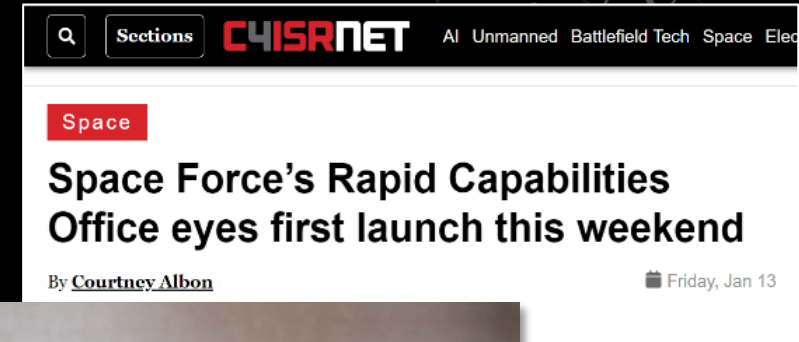 Sections C4ISRNET AI Unmanned Battlefield Tech Space Elec
Space
Space Force's Rapid Capabilities
Office eyes first launch this weekend
By Courtney Albon Friday, Jan 13